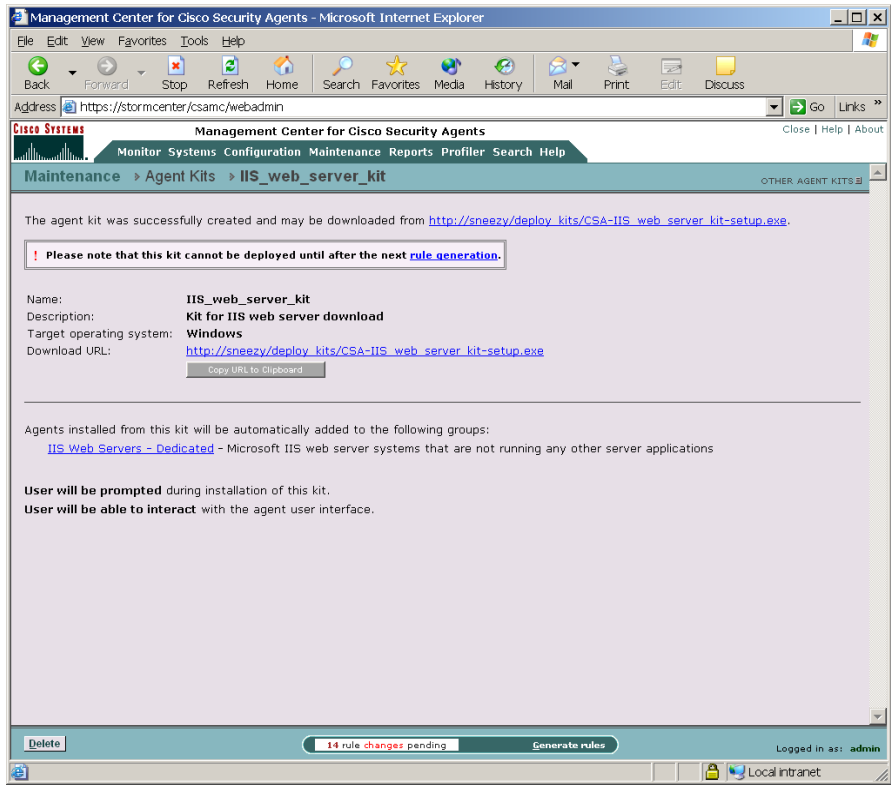 Management Center for Cisco Security Agents - Microsoft Internet Explorer
File Edit View Favorites Tools Help
Back Forward Stop Refresh Home Search Favorites Media History Mail Print Edit Discuss
Address https://stormcenter/csamc/webadmin Go Links »
CISCO SYSTEMS Management Center for Cisco Security Agents Close | Help | About
Monitor Systems Configuration Maintenance Reports Profiler Search Help
Maintenance > Agent Kits > IIS_web_server_kit OTHER AGENT KITS
The agent kit was successfully created and may be downloaded from http://sneezy/deploy_kits/CSA-IIS_web_server_kit-setup.exe.
! Please note that this kit cannot be deployed until after the next rule generation.
Name: IIS_web_server_kit
Description: Kit for IIS web server download
Target operating system: Windows
Download URL: http://sneezy/deploy_kits/CSA-IIS_web_server_kit-setup.exe
Copy URL to Clipboard
Agents installed from this kit will be automatically added to the following groups:
IIS Web Servers - Dedicated - Microsoft IIS web server systems that are not running any other server applications
User will be prompted during installation of this kit.
User will be able to interact with the agent user interface.
Delete 14 rule changes pending Generate rules Logged in as: admin
Local intranet